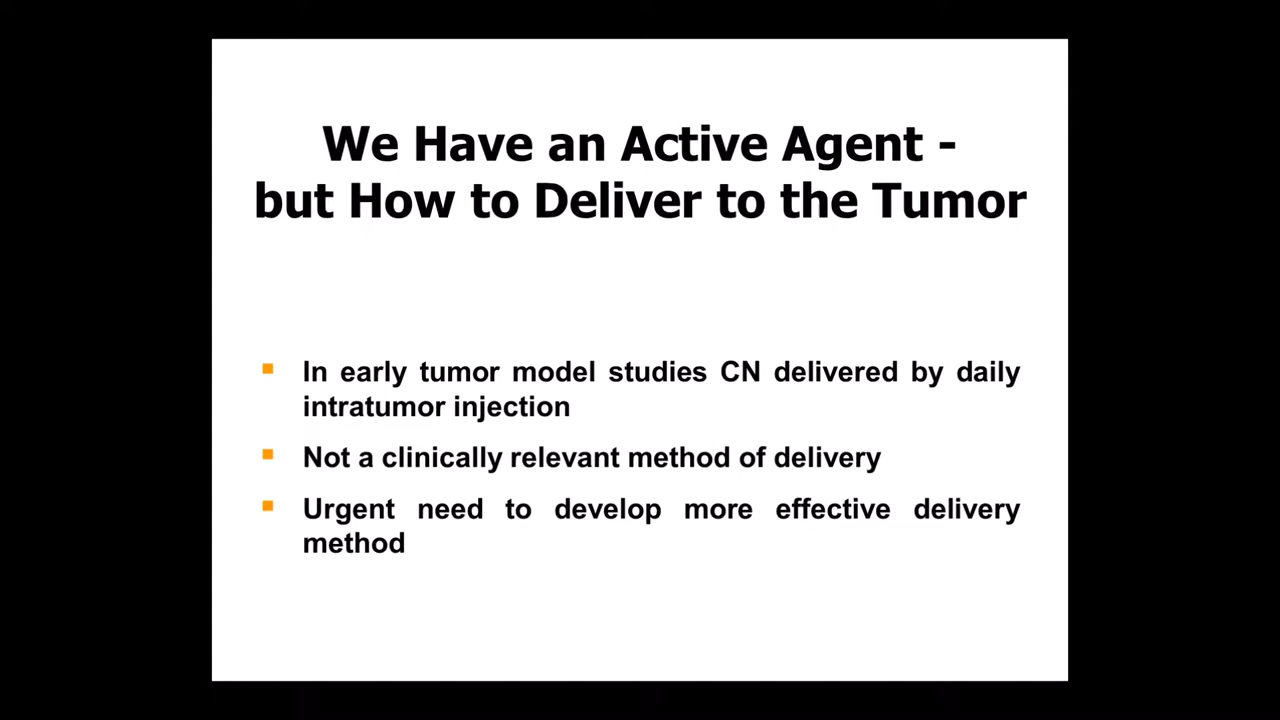 We Have an Active Agent -
but How to Deliver to the Tumor
In early tumor model studies CN delivered by daily
intratumor injection
Not a clinically relevant method of delivery
Urgent need to develop more effective delivery
method